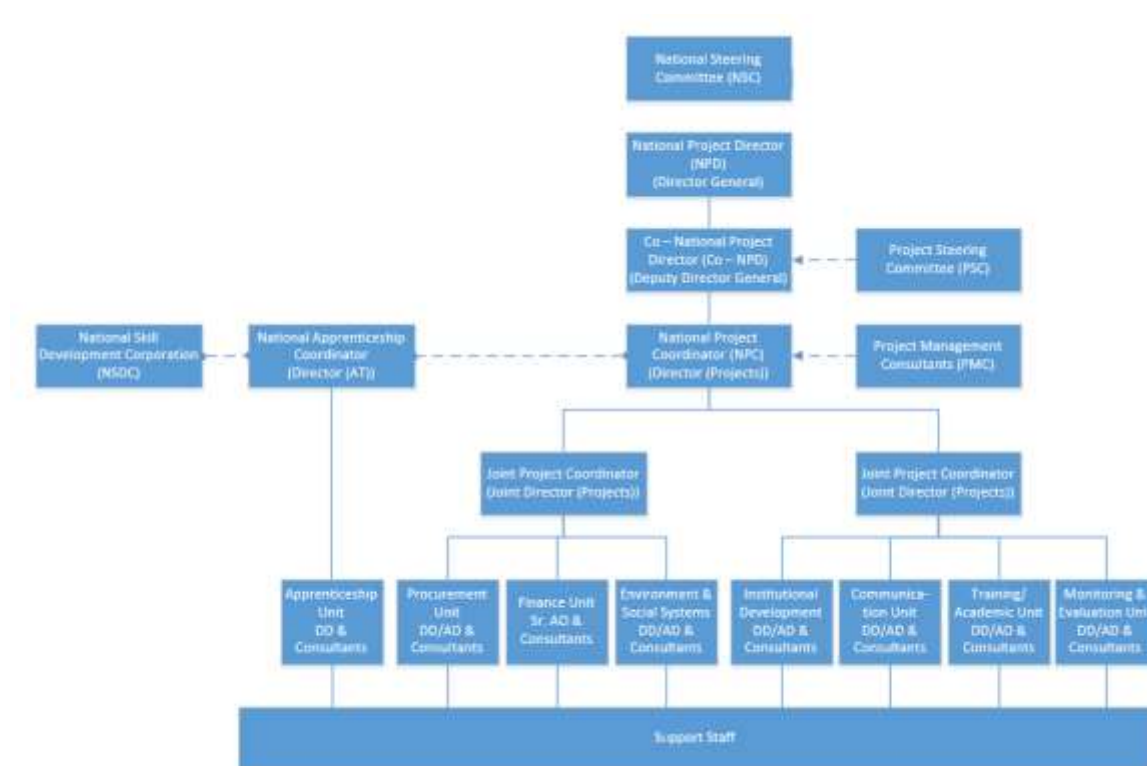 National Steering
Committee (NSC)
National Project Director
(NPD)
(Director General)
Co – National Project
Director (Co – NPD)
(Deputy Director General)
Project Steering
Committee (PSC)
National Skill
Development Corporation
(NSDC)
National Apprenticeship
Coordinator
(Director (AT))
National Project
Coordinator (NPC)
(Director (Projects))
Project Management
Consultants (PMC)
Joint Project Coordinator
(Joint Director (Projects))
Joint Project Coordinator
(Joint Director (Projects))
Apprenticeship
Unit
DD &
Consultants
Procurement
Unit
DD/AD &
Consultants
Finance Unit
Sr. AO &
Consultants
Environment &
Social Systems
DD/AD &
Consultants
Institutional
Development
DD/AD &
Consultants
Communica-
tion Unit
DD/AD &
Consultants
Training/
Academic Unit
DD/AD &
Consultants
Monitoring &
Evaluation Unit
DD/AD &
Consultants
Support Staff